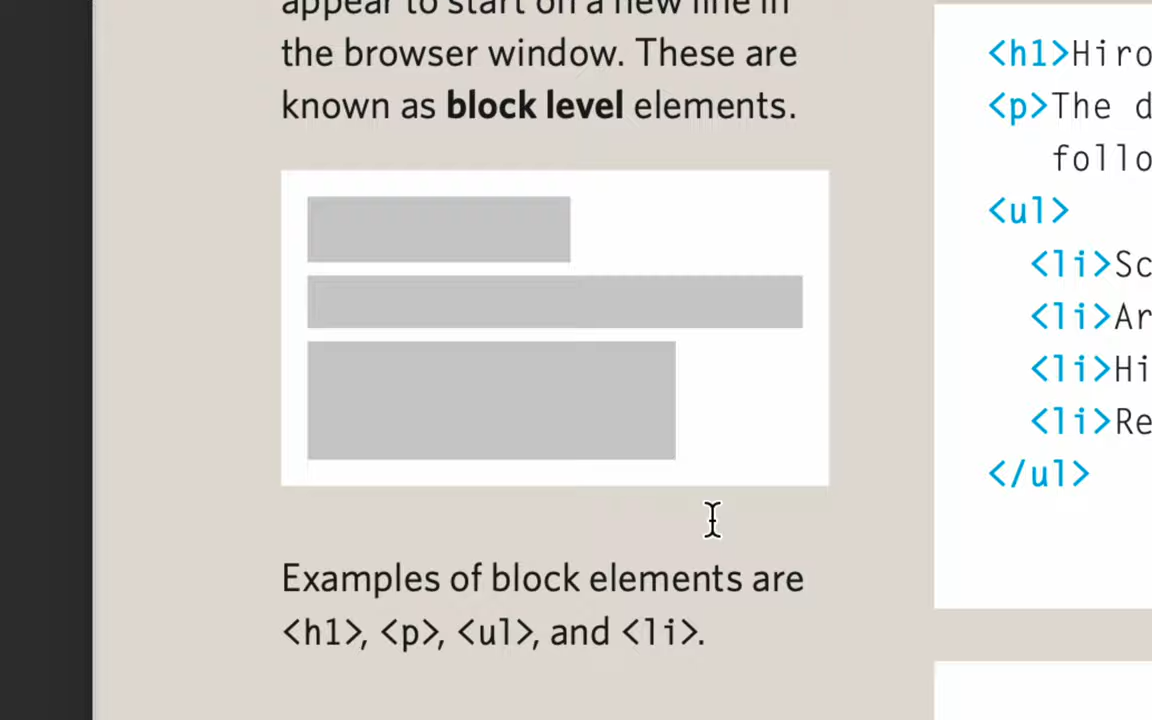 appear to start on a new line in
the browser window. These are
known as block level elements.
Examples of block elements are
<h1>, <p>, <ul>, and <li>.
<h1>Hiro
<p>The d
follo
<ul>
<li>Sc
<li>Ar
<li>Hi
<li>Re
</ul>